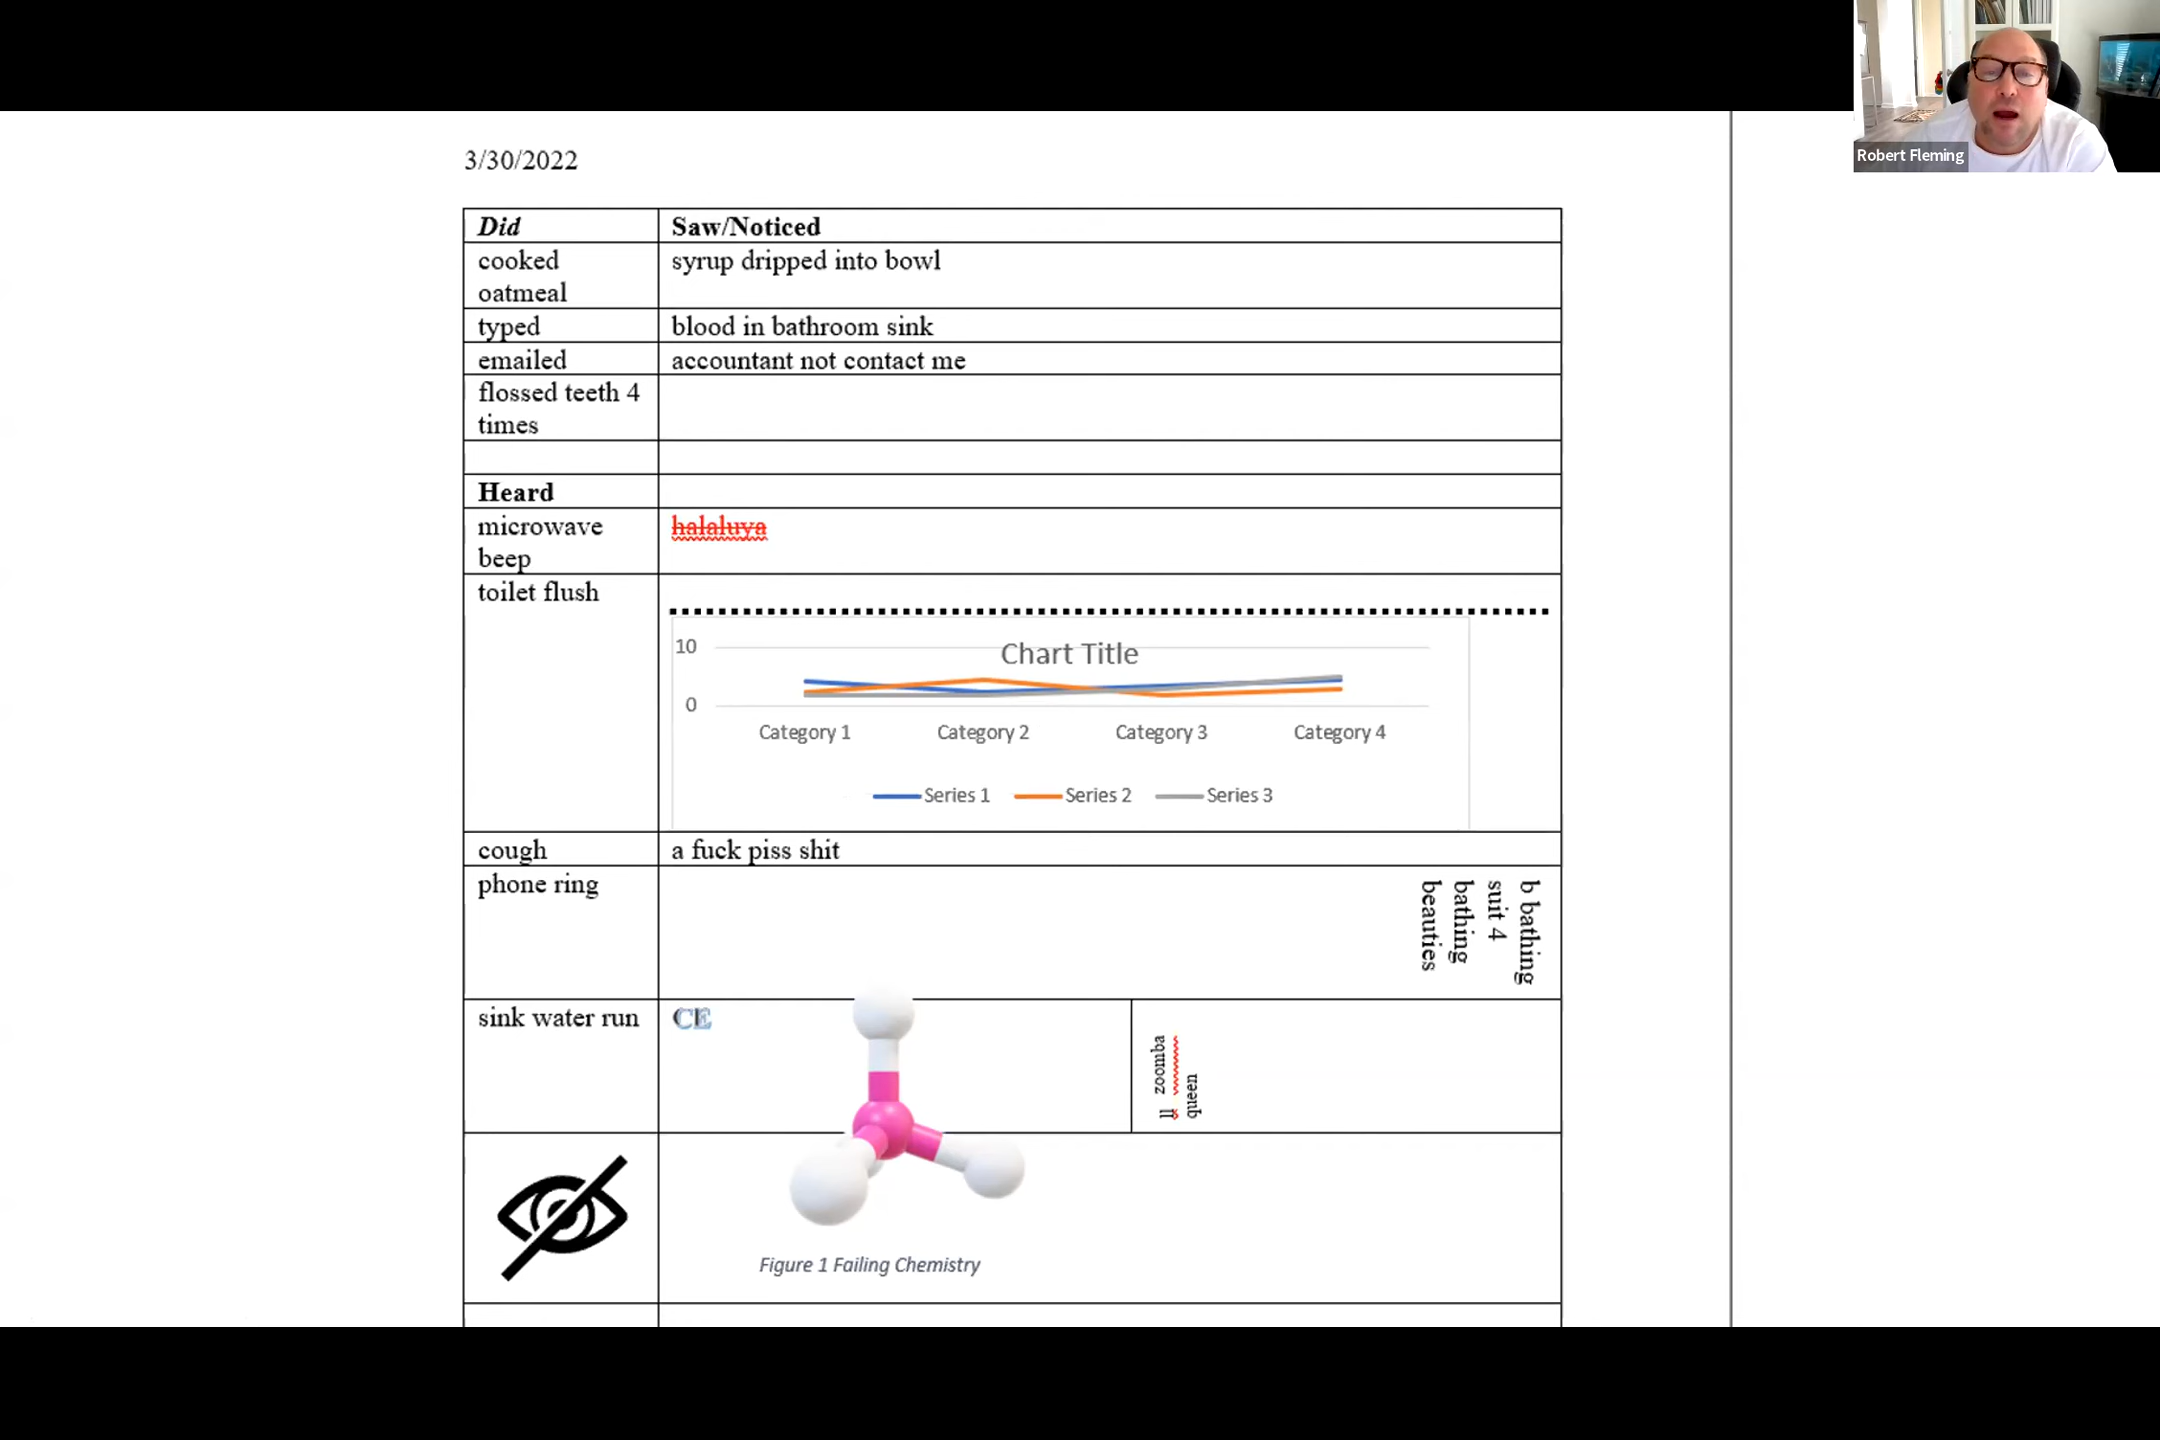 Robert Fleming
3/30/2022
Did
Saw/Noticed
cooked
oatmeal
syrup dripped into bowl
typed
blood in bathroom sink
emailed
accountant not contact me
flossed teeth 4
times
Heard
microwave
beep
halaluya
toilet flush
Chart Title
10
0
Category 1
Category 2
Category 3
Category 4
Series 1
Series 2
Series 3
cough
a fuck piss shit
phone ring
b bathing
suit 4
bathing
beauties
sink water run
CE
ll zoomba
queen
Figure 1 Failing Chemistry